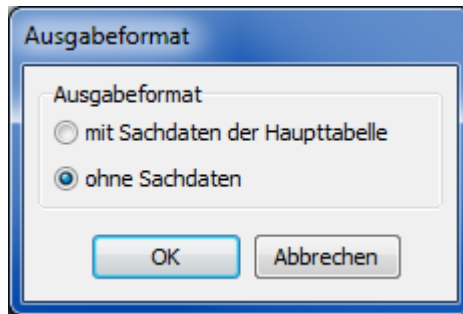 Ausgabeformat
Ausgabeformat
mit Sachdaten der Haupttabelle
ohne Sachdaten
OK Abbrechen